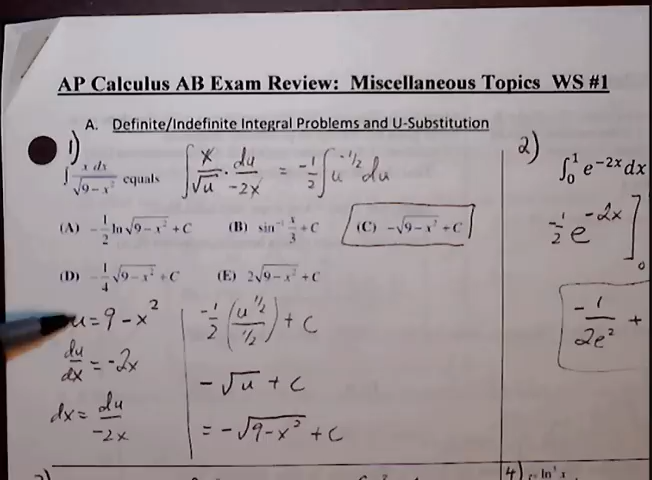 AP Calculus AB Exam Review: Miscellaneous Topics WS #1
A. Definite/Indefinite Integral Problems and U-Substitution
1)
∫ x dx / √(9 − x²) equals
∫ x/√u · du/−2x = −1/2 ∫ u^(−1/2) du
(A) −1/2 ln √(9 − x²) + C (B) sin⁻¹ x/3 + C (C) −√(9 − x²) + C
(D) −1/4 √(9 − x²) + C (E) 2√(9 − x²) + C
u = 9 − x²
du/dx = −2x
dx = du/−2x
−1/2 (u^(1/2) / (1/2)) + C
−√u + C
= −√(9 − x²) + C
2)
∫₀¹ e^(−2x) dx
−1/2 e^(−2x) ]₀
−1/2e² +
4)